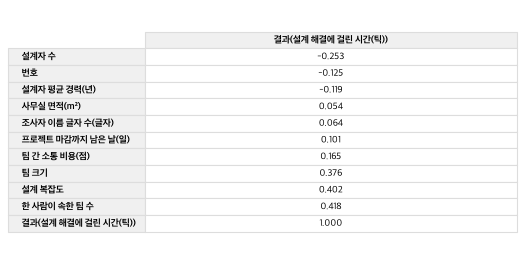 결과(설계 해결에 걸린 시간(틱))
설계자 수 -0.253
번호 -0.125
설계자 평균 경력(년) -0.119
사무실 면적(m²) 0.054
조사자 이름 글자 수(글자) 0.064
프로젝트 마감까지 남은 날(일) 0.101
팀 간 소통 비용(점) 0.165
팀 크기 0.376
설계 복잡도 0.402
한 사람이 속한 팀 수 0.418
결과(설계 해결에 걸린 시간(틱)) 1.000